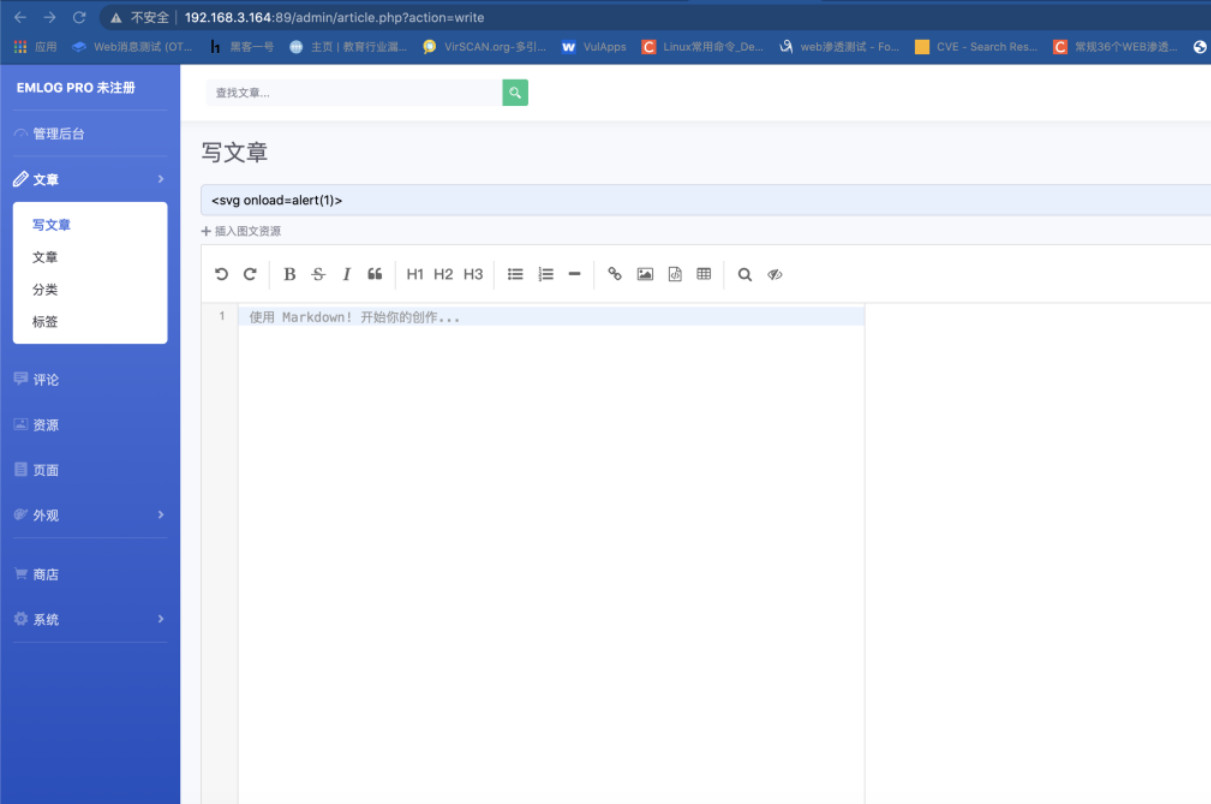 不安全 | 192.168.3.164:89/admin/article.php?action=write
应用 Web消息测试 (OT... 黑客一号 主页 | 教育行业漏... VirSCAN.org-多引... VulApps Linux常用命令_De... web渗透测试 - Fo... CVE - Search Res... 常规36个WEB渗透...
EMLOG PRO 未注册
查找文章...
管理后台
写文章
文章
<svg onload=alert(1)>
写文章
插入图文资源
文章
分类
标签
B S I H1 H2 H3
1 使用 Markdown! 开始你的创作...
评论
资源
页面
外观
商店
系统